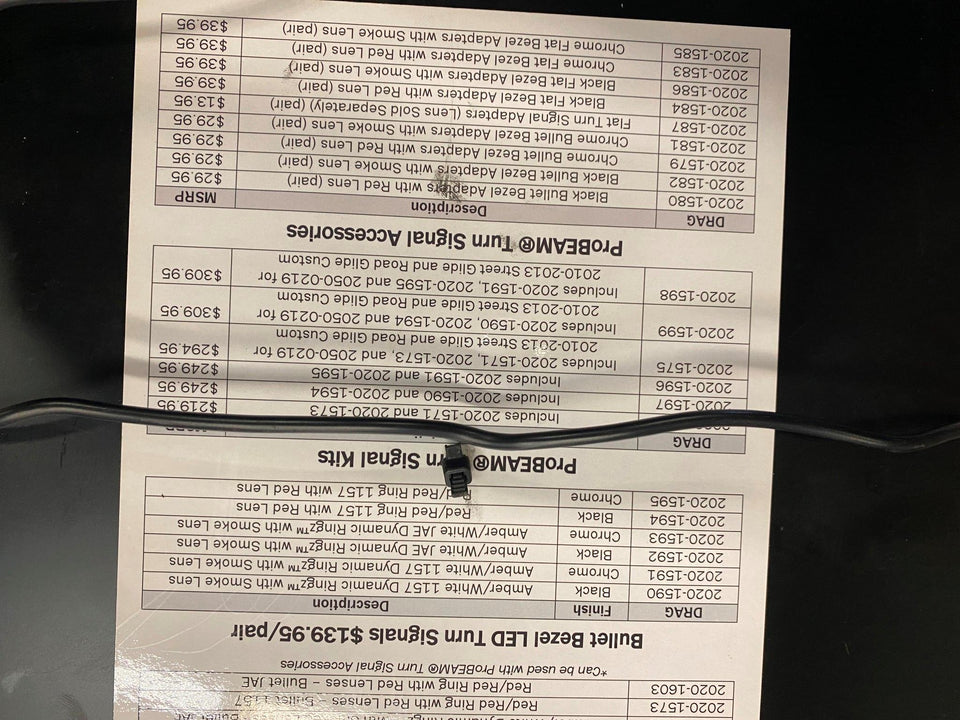 2020-1573 Red/Red Ring with Red Lenses – Bullet 1157
2020-1603 Red/Red Ring with Red Lenses – Bullet JAE
*Can be used with ProBEAM® Turn Signal Accessories
Bullet Bezel LED Turn Signals $139.95/pair
DRAG Finish Description
2020-1590 Black Amber/White 1157 Dynamic Ringz™ with Smoke Lens
2020-1591 Chrome Amber/White 1157 Dynamic Ringz™ with Smoke Lens
2020-1592 Black Amber/White JAE Dynamic Ringz™ with Smoke Lens
2020-1593 Chrome Amber/White JAE Dynamic Ringz™ with Smoke Lens
2020-1594 Black Red/Red Ring 1157 with Red Lens
2020-1595 Chrome Red/Red Ring 1157 with Red Lens
ProBEAM® Signal Kits
DRAG
Includes 2020-1571 and 2020-1573 $219.95
2020-1597 Includes 2020-1590 and 2020-1594 $249.95
2020-1596 Includes 2020-1591 and 2020-1595 $249.95
2020-1575 Includes 2020-1571, 2020-1573, and 2050-0219 for
2010-2013 Street Glide and Road Glide Custom $294.95
2020-1599 Includes 2020-1590, 2020-1594 and 2050-0219 for
2010-2013 Street Glide and Road Glide Custom $309.95
2020-1598 Includes 2020-1591, 2020-1595 and 2050-0219 for
2010-2013 Street Glide and Road Glide Custom $309.95
ProBEAM® Turn Signal Accessories
DRAG Description MSRP
2020-1580 Black Bullet Bezel Adapters with Red Lens (pair) $29.95
2020-1582 Black Bullet Bezel Adapters with Smoke Lens (pair) $29.95
2020-1579 Chrome Bullet Bezel Adapters with Red Lens (pair) $29.95
2020-1581 Chrome Bullet Bezel Adapters with Smoke Lens (pair) $29.95
2020-1587 Flat Turn Signal Adapters (Lens Sold Separately) (pair) $13.95
2020-1584 Black Flat Bezel Adapters with Red Lens (pair) $39.95
2020-1586 Black Flat Bezel Adapters with Smoke Lens (pair) $39.95
2020-1583 Chrome Flat Bezel Adapters with Red Lens (pair) $39.95
2020-1585 Chrome Flat Bezel Adapters with Smoke Lens (pair) $39.95